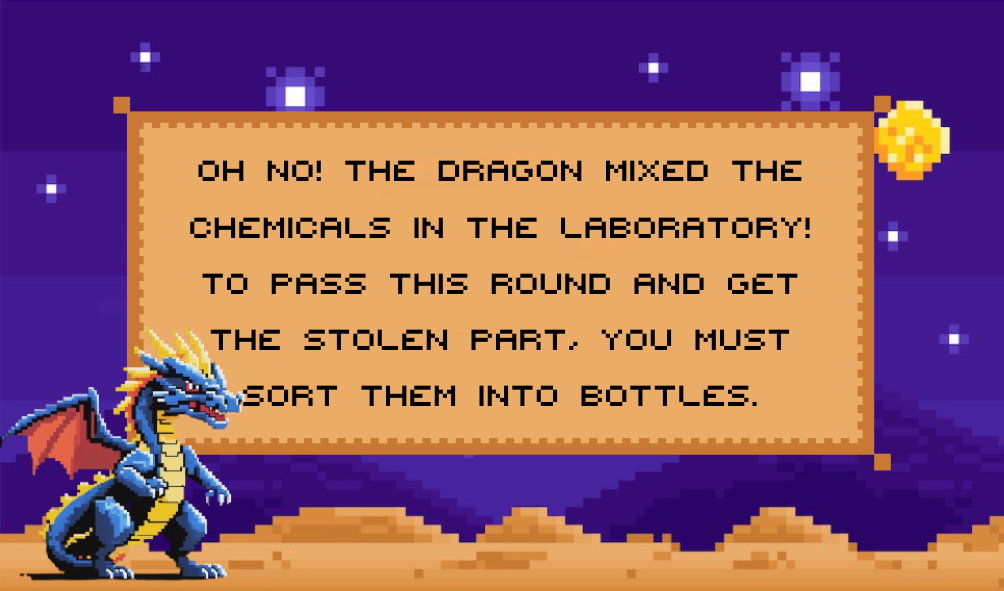 OH NO! THE DRAGON MIXED THE
CHEMICALS IN THE LABORATORY!
TO PASS THIS ROUND AND GET
THE STOLEN PART, YOU MUST
SORT THEM INTO BOTTLES.